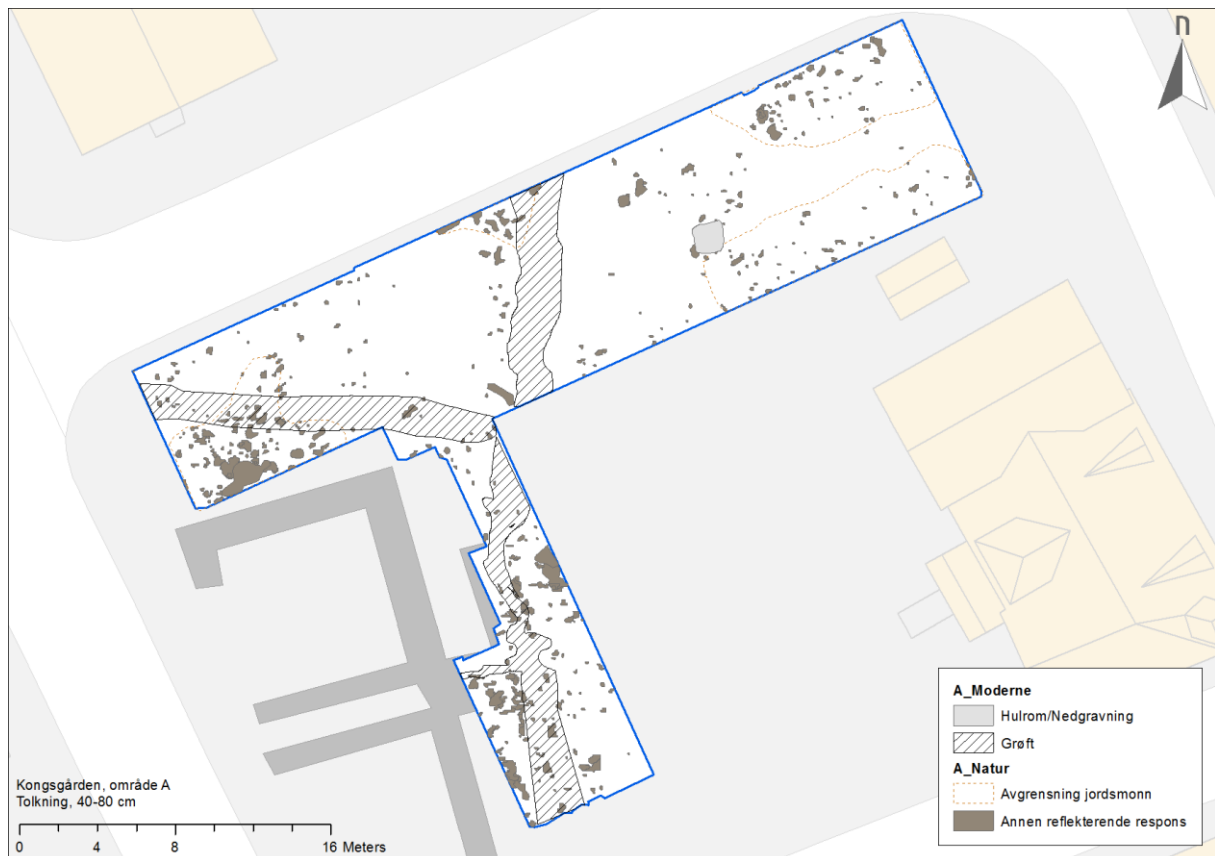 n
A_Moderne
Hulrom/Nedgravning
Grøft
A_Natur
Avgrensning jordsmonn
Annen reflekterende respons
Kongsgården, område A
Tolkning, 40-80 cm
0 4 8 16 Meters